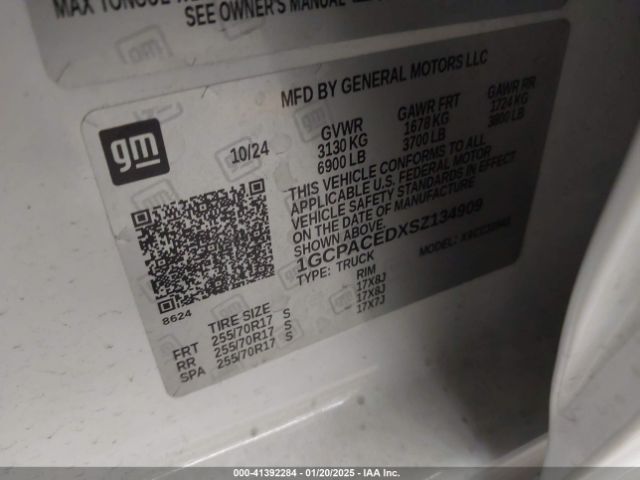 MAX TONGUE
SEE OWNER'S MANUAL
MFD BY GENERAL MOTORS LLC
gm
10/24
GVWR GAWR FRT GAWR RR
3130 KG 1678 KG 1724 KG
6900 LB 3700 LB 3800 LB
THIS VEHICLE CONFORMS TO ALL
APPLICABLE U.S. FEDERAL MOTOR
VEHICLE SAFETY STANDARDS IN EFFECT
ON THE DATE OF MANUFACTURE
SHOWN ABOVE.
1GCPACEDXSZ134909
TYPE: TRUCK MODEL:
8624
TIRE SIZE RIM
FRT 255/70R17 S - 17X8J
RR 255/70R17 S - 17X8J
SPA 255/70R17 S - 17X7J
000-41392284 - 01/20/2025 - IAA Inc.